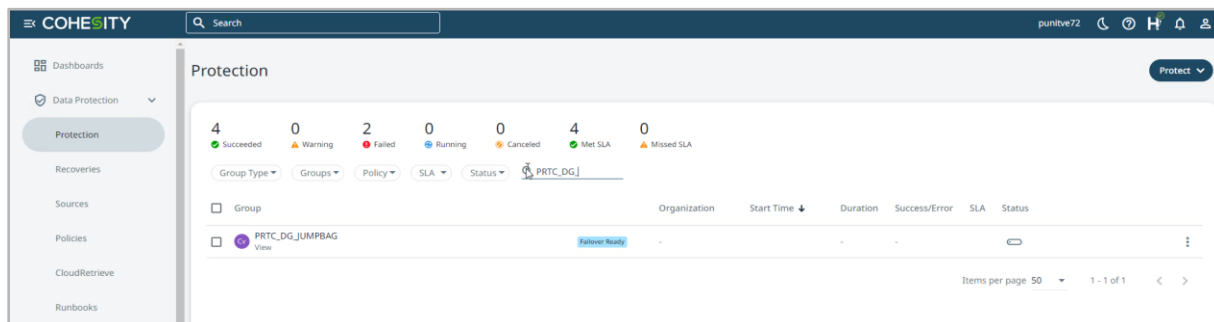 COHESITY
Search
punitve72
Dashboards
Data Protection
Protection
Recoveries
Sources
Policies
CloudRetrieve
Runbooks
Protection
Protect
4 0 2 0 0 4 0
Succeeded Warning Failed Running Canceled Met SLA Missed SLA
Group Type Groups Policy SLA Status PRTC_DG_
Group Organization Start Time Duration Success/Error SLA Status
PRTC_DG_JUMPBAG Failover Ready - - -
View
Items per page 50 1 - 1 of 1